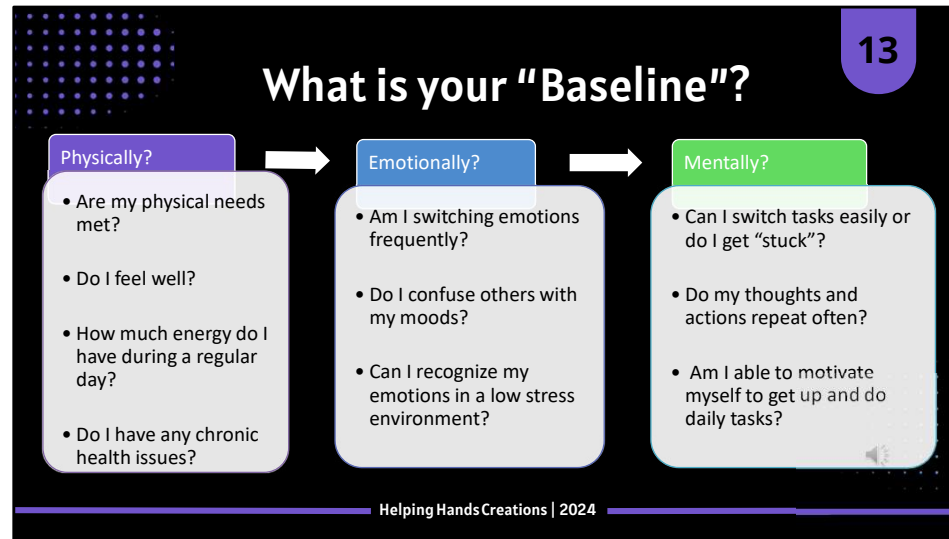 13
What is your “Baseline”?
Physically?
• Are my physical needs
met?
• Do I feel well?
• How much energy do I
have during a regular
day?
• Do I have any chronic
health issues?
Emotionally?
• Am I switching emotions
frequently?
• Do I confuse others with
my moods?
• Can I recognize my
emotions in a low stress
environment?
Mentally?
• Can I switch tasks easily or
do I get “stuck”?
• Do my thoughts and
actions repeat often?
• Am I able to motivate
myself to get up and do
daily tasks?
Helping Hands Creations | 2024